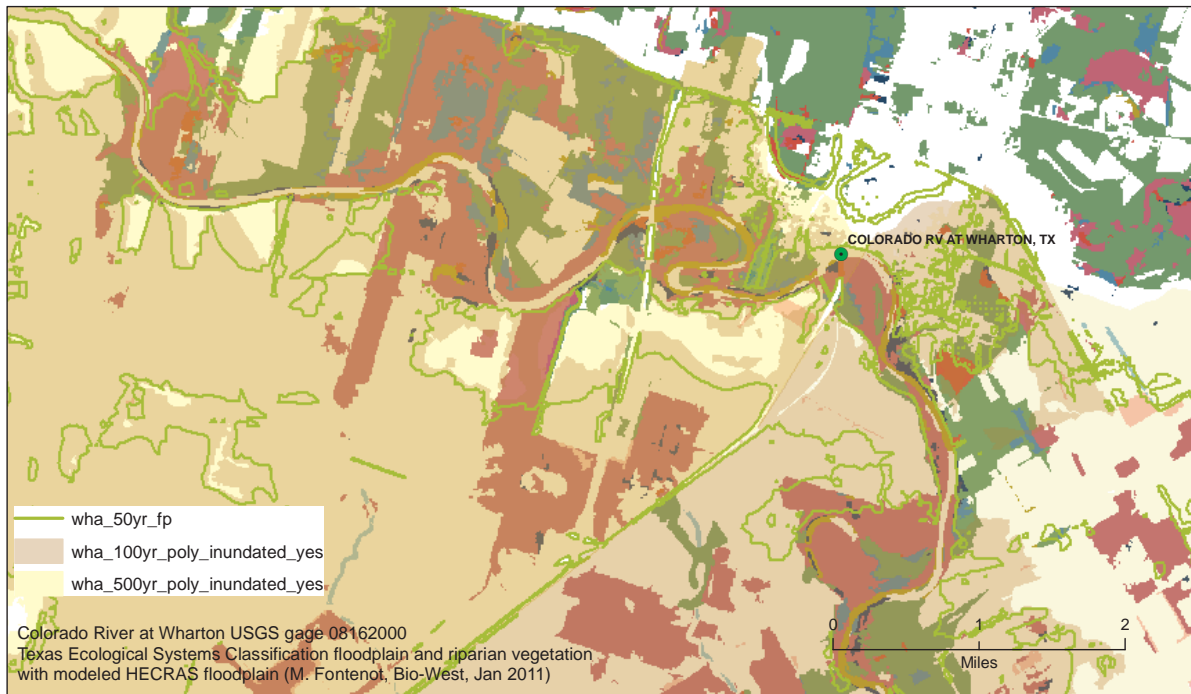 COLORADO RV AT WHARTON, TX
wha_50yr_fp
wha_100yr_poly_inundated_yes
wha_500yr_poly_inundated_yes
Colorado River at Wharton USGS gage 08162000
Texas Ecological Systems Classification floodplain and riparian vegetation
with modeled HECRAS floodplain (M. Fontenot, Bio-West, Jan 2011)
0 1 2
Miles